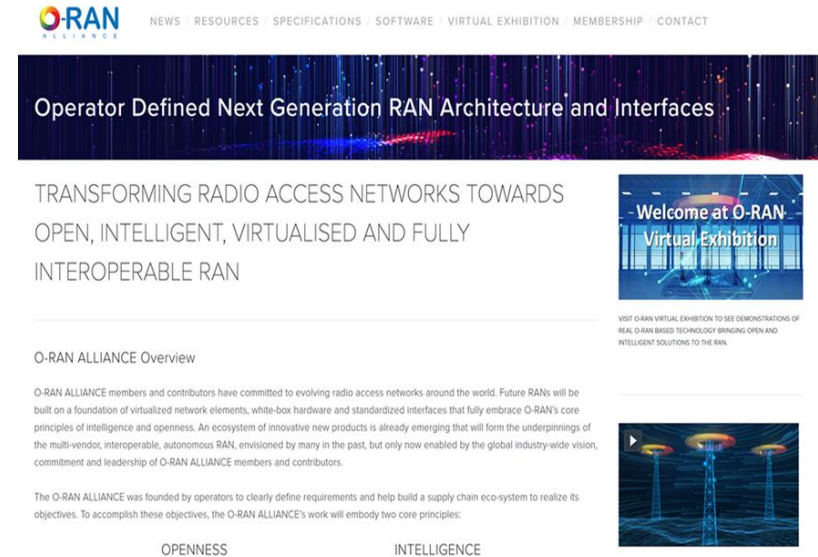 O-RAN
ALLIANCE
NEWS / RESOURCES / SPECIFICATIONS / SOFTWARE / VIRTUAL EXHIBITION / MEMBERSHIP / CONTACT
Operator Defined Next Generation RAN Architecture and Interfaces
TRANSFORMING RADIO ACCESS NETWORKS TOWARDS
OPEN, INTELLIGENT, VIRTUALISED AND FULLY
INTEROPERABLE RAN
Welcome at O-RAN
Virtual Exhibition
VISIT O-RAN VIRTUAL EXHIBITION TO SEE DEMONSTRATIONS OF
REAL O-RAN BASED TECHNOLOGY BRINGING OPEN AND
INTELLIGENT SOLUTIONS TO THE RAN.
O-RAN ALLIANCE Overview
O-RAN ALLIANCE members and contributors have committed to evolving radio access networks around the world. Future RANs will be
built on a foundation of virtualized network elements, white-box hardware and standardized interfaces that fully embrace O-RAN's core
principles of intelligence and openness. An ecosystem of innovative new products is already emerging that will form the underpinnings of
the multi-vendor, interoperable, autonomous RAN, envisioned by many in the past, but only now enabled by the global industry-wide vision,
commitment and leadership of O-RAN ALLIANCE members and contributors.
The O-RAN ALLIANCE was founded by operators to clearly define requirements and help build a supply chain eco-system to realize its
objectives. To accomplish these objectives, the O-RAN ALLIANCE's work will embody two core principles:
OPENNESS
INTELLIGENCE